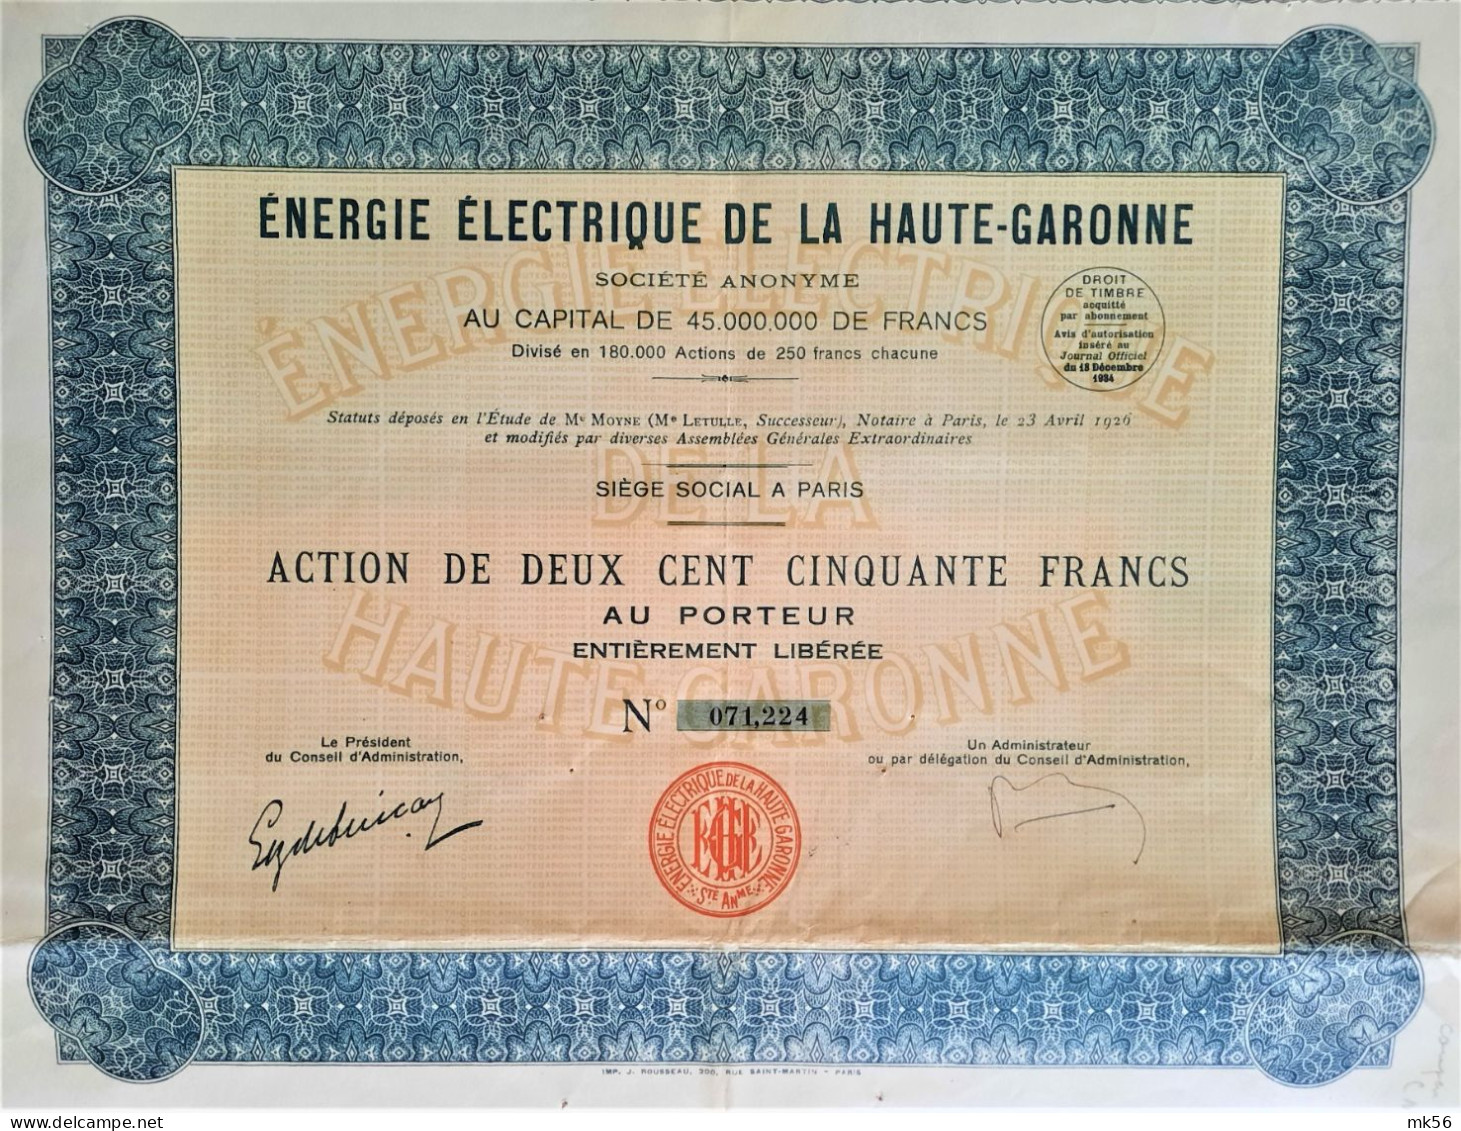 ÉNERGIE ÉLECTRIQUE DE LA HAUTE-GARONNE
SOCIÉTÉ ANONYME
AU CAPITAL DE 45.000.000 DE FRANCS
Divisé en 180.000 Actions de 250 francs chacune
DROIT
DE TIMBRE
acquitté
par abonnement
Avis d'autorisation
inséré au
Journal Officiel
du 18 Décembre
1934
Statuts déposés en l'Étude de Me MOYNE (Me LETULLE, Successeur), Notaire à Paris, le 23 Avril 1926
et modifiés par diverses Assemblées Générales Extraordinaires
SIÈGE SOCIAL A PARIS
ACTION DE DEUX CENT CINQUANTE FRANCS
AU PORTEUR
ENTIÈREMENT LIBÉRÉE
No 071,224
Le Président
du Conseil d'Administration,
Un Administrateur
ou par délégation du Conseil d'Administration,
ÉNERGIE ÉLECTRIQUE DE LA HAUTE GARONNE
STÉ ANME
ÉNERGIE ÉLECTRIQUE
DE LA
HAUTE GARONNE
IMP. J. ROUSSEAU, 206, RUE SAINT-MARTIN - PARIS
mk56